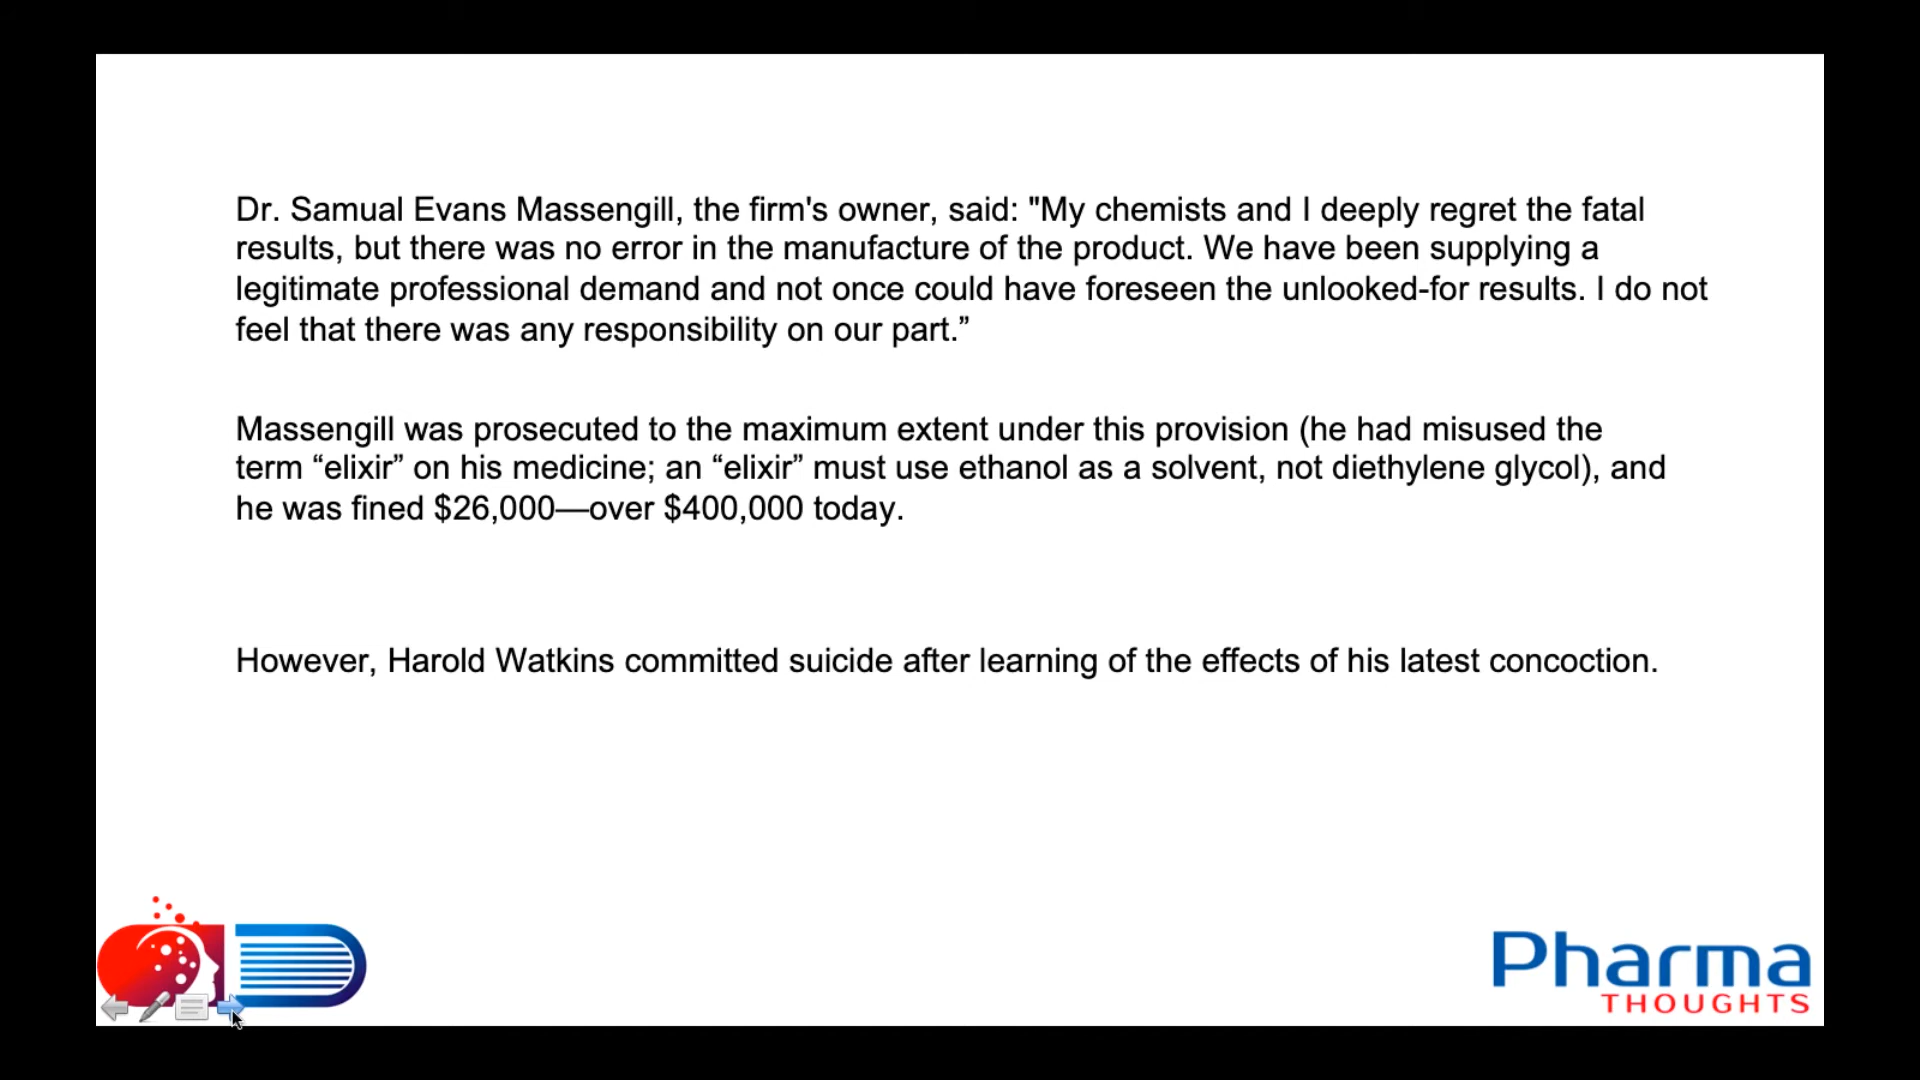 Dr. Samual Evans Massengill, the firm's owner, said: "My chemists and I deeply regret the fatal
results, but there was no error in the manufacture of the product. We have been supplying a
legitimate professional demand and not once could have foreseen the unlooked-for results. I do not
feel that there was any responsibility on our part.”
Massengill was prosecuted to the maximum extent under this provision (he had misused the
term “elixir” on his medicine; an “elixir” must use ethanol as a solvent, not diethylene glycol), and
he was fined $26,000—over $400,000 today.
However, Harold Watkins committed suicide after learning of the effects of his latest concoction.
Pharma
THOUGHTS